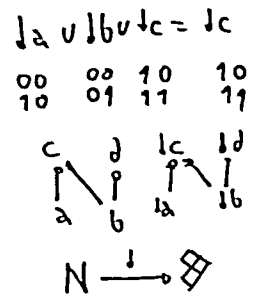 ↓a ∪ ↓b ∪ ↓c = ↓c
00 00 10 10
10 01 11 11
c d ↓c ↓d
a b ↓a ↓b
N ↓